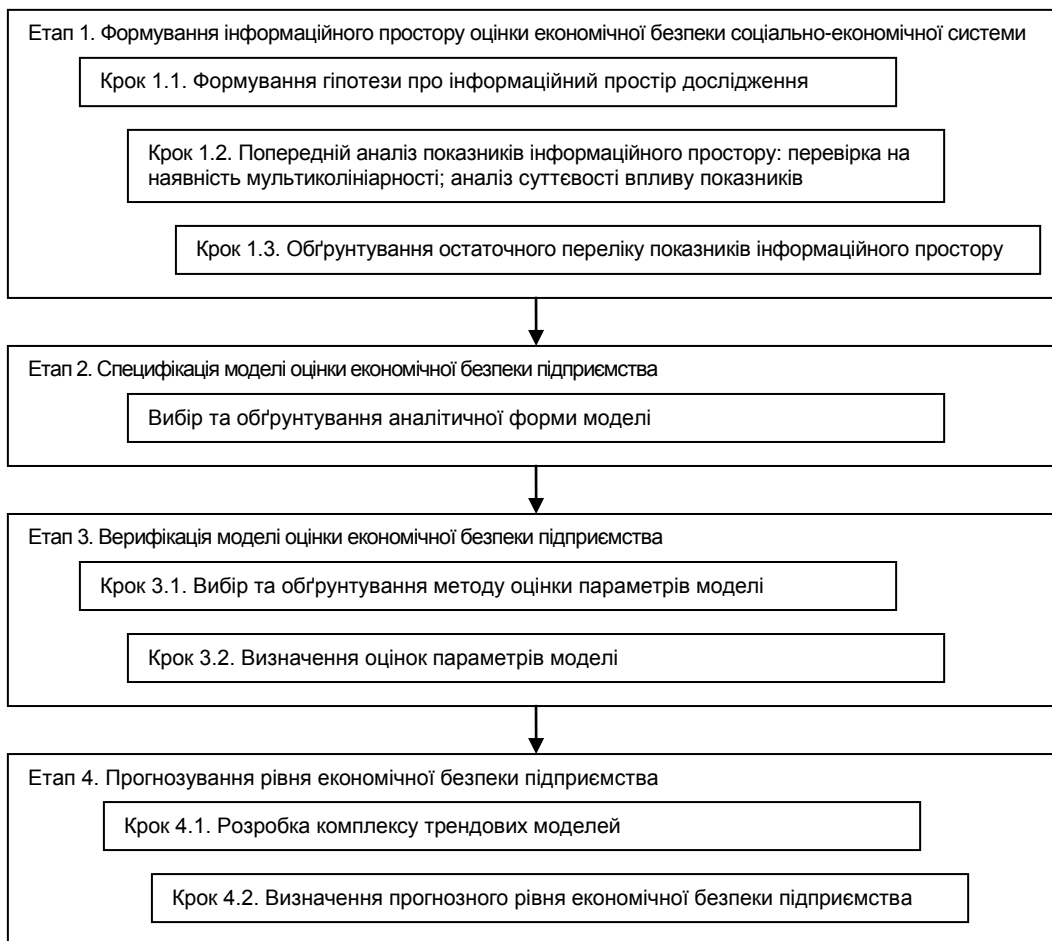 Етап 1. Формування інформаційного простору оцінки економічної безпеки соціально-економічної системи
Крок 1.1. Формування гіпотези про інформаційний простір дослідження
Крок 1.2. Попередній аналіз показників інформаційного простору: перевірка на
наявність мультиколініарності; аналіз суттєвості впливу показників
Крок 1.3. Обґрунтування остаточного переліку показників інформаційного простору
Етап 2. Специфікація моделі оцінки економічної безпеки підприємства
Вибір та обґрунтування аналітичної форми моделі
Етап 3. Верифікація моделі оцінки економічної безпеки підприємства
Крок 3.1. Вибір та обґрунтування методу оцінки параметрів моделі
Крок 3.2. Визначення оцінок параметрів моделі
Етап 4. Прогнозування рівня економічної безпеки підприємства
Крок 4.1. Розробка комплексу трендових моделей
Крок 4.2. Визначення прогнозного рівня економічної безпеки підприємства